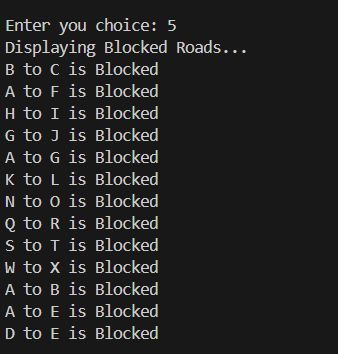 Enter you choice: 5
Displaying Blocked Roads...
B to C is Blocked
A to F is Blocked
H to I is Blocked
G to J is Blocked
A to G is Blocked
K to L is Blocked
N to O is Blocked
Q to R is Blocked
S to T is Blocked
W to X is Blocked
A to B is Blocked
A to E is Blocked
D to E is Blocked